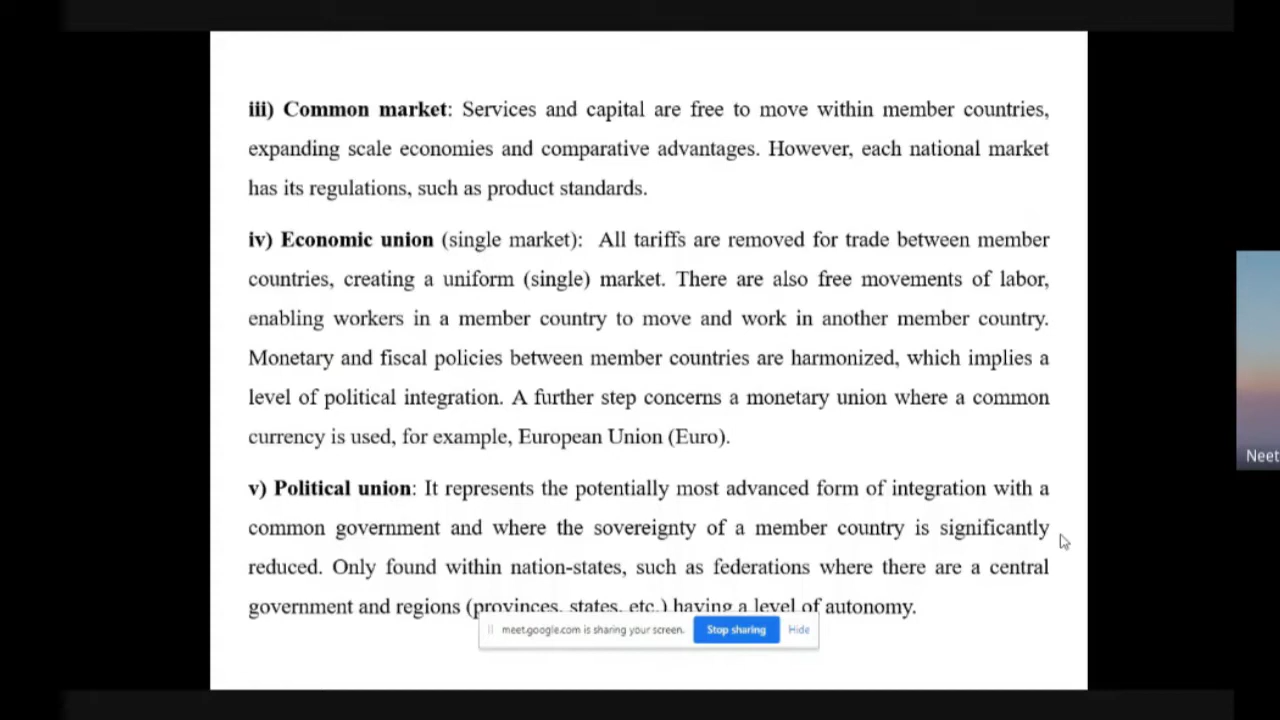 iii) Common market: Services and capital are free to move within member countries,
expanding scale economies and comparative advantages. However, each national market
has its regulations, such as product standards.
iv) Economic union (single market): All tariffs are removed for trade between member
countries, creating a uniform (single) market. There are also free movements of labor,
enabling workers in a member country to move and work in another member country.
Monetary and fiscal policies between member countries are harmonized, which implies a
level of political integration. A further step concerns a monetary union where a common
currency is used, for example, European Union (Euro).
v) Political union: It represents the potentially most advanced form of integration with a
common government and where the sovereignty of a member country is significantly
reduced. Only found within nation-states, such as federations where there are a central
government and regions (provinces, states, etc.) having a level of autonomy.
meet.google.com is sharing your screen. Stop sharing Hide
Neet